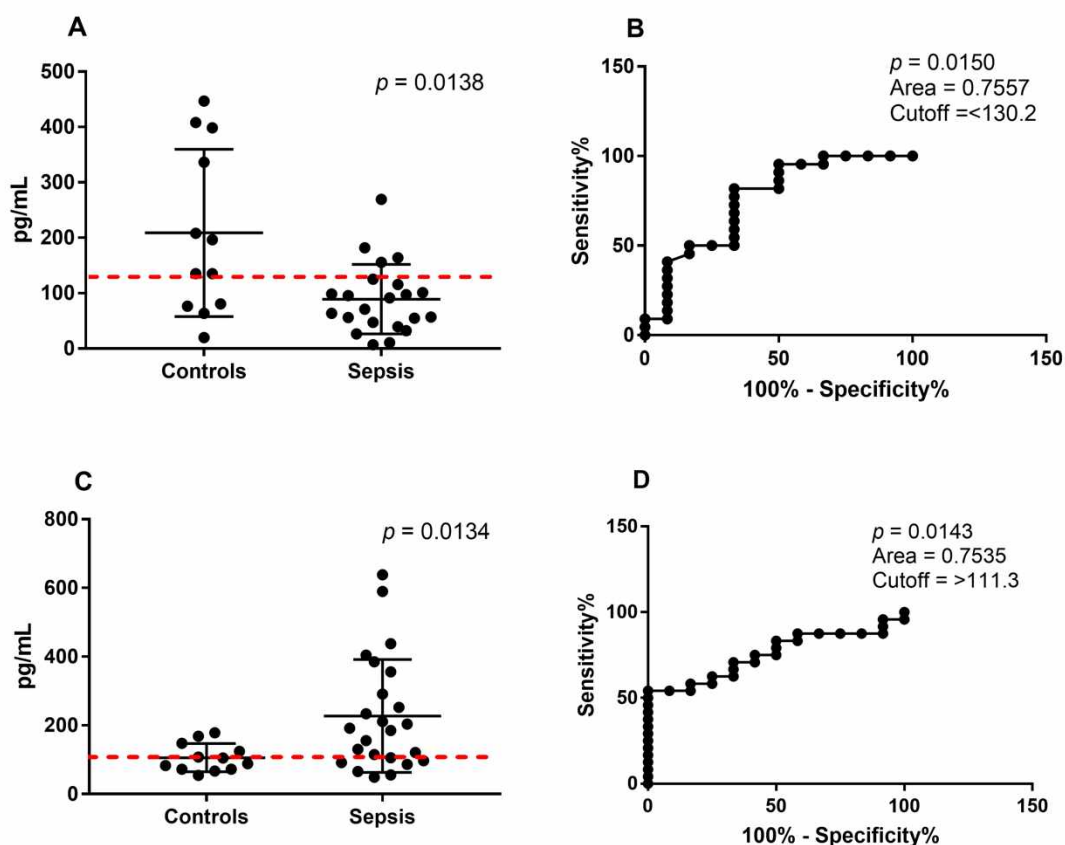 A
p = 0.0138
pg/mL
500
400
300
200
100
0
Controls
Sepsis
B
p = 0.0150
Area = 0.7557
Cutoff =<130.2
Sensitivity%
150
100
50
0
0
50
100
150
100% - Specificity%
C
p = 0.0134
pg/mL
800
600
400
200
0
Controls
Sepsis
D
p = 0.0143
Area = 0.7535
Cutoff = >111.3
Sensitivity%
150
100
50
0
0
50
100
150
100% - Specificity%